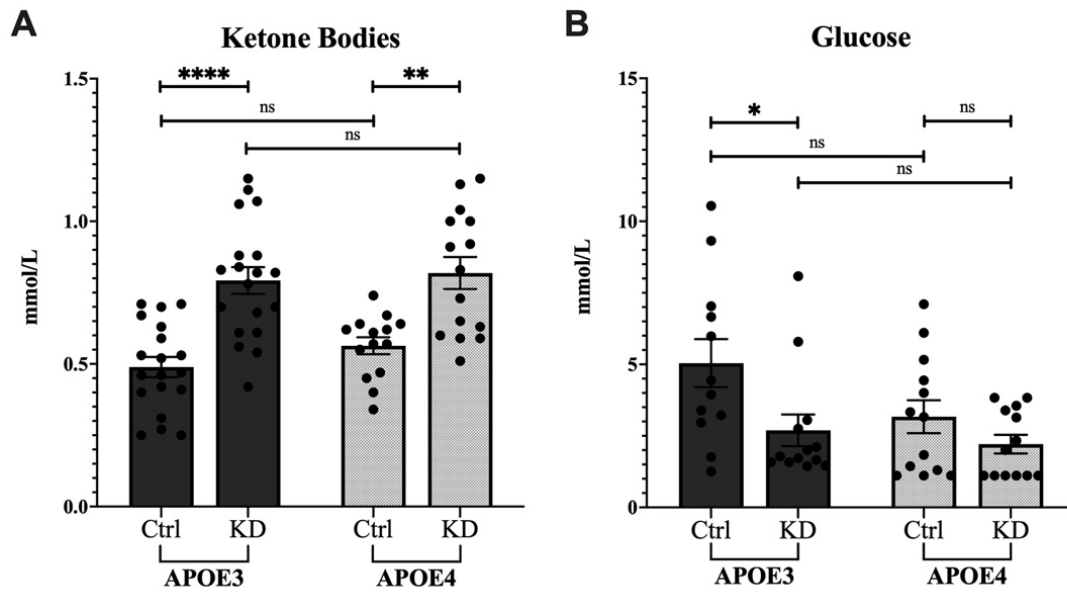 A
Ketone Bodies
**** **
ns
ns
mmol/L
1.5
1.0
0.5
0.0
Ctrl KD Ctrl KD
APOE3 APOE4
B
Glucose
* ns
ns
ns
mmol/L
15
10
5
0
Ctrl KD Ctrl KD
APOE3 APOE4